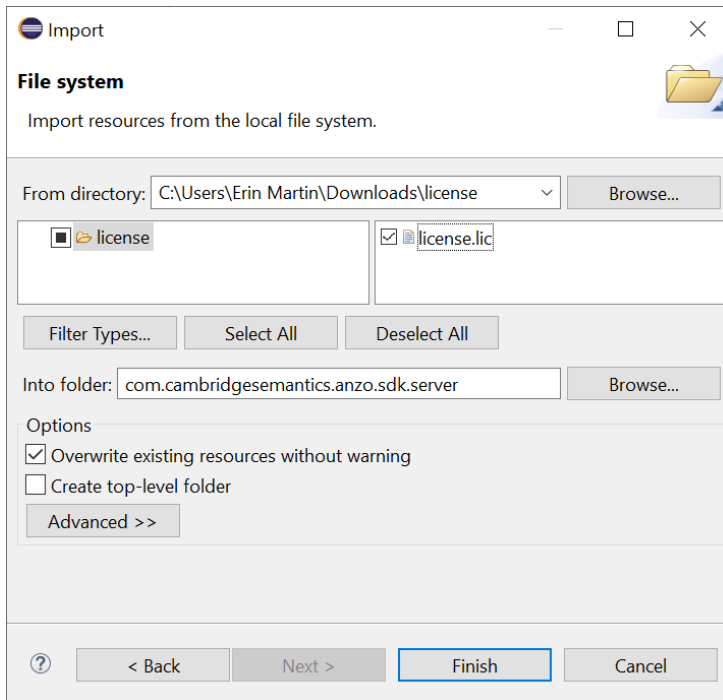 Import
File system
Import resources from the local file system.
From directory: C:\Users\Erin Martin\Downloads\license Browse...
license license.lic
Filter Types... Select All Deselect All
Into folder: com.cambridgesemantics.anzo.sdk.server Browse...
Options
Overwrite existing resources without warning
Create top-level folder
Advanced >>
? < Back Next > Finish Cancel